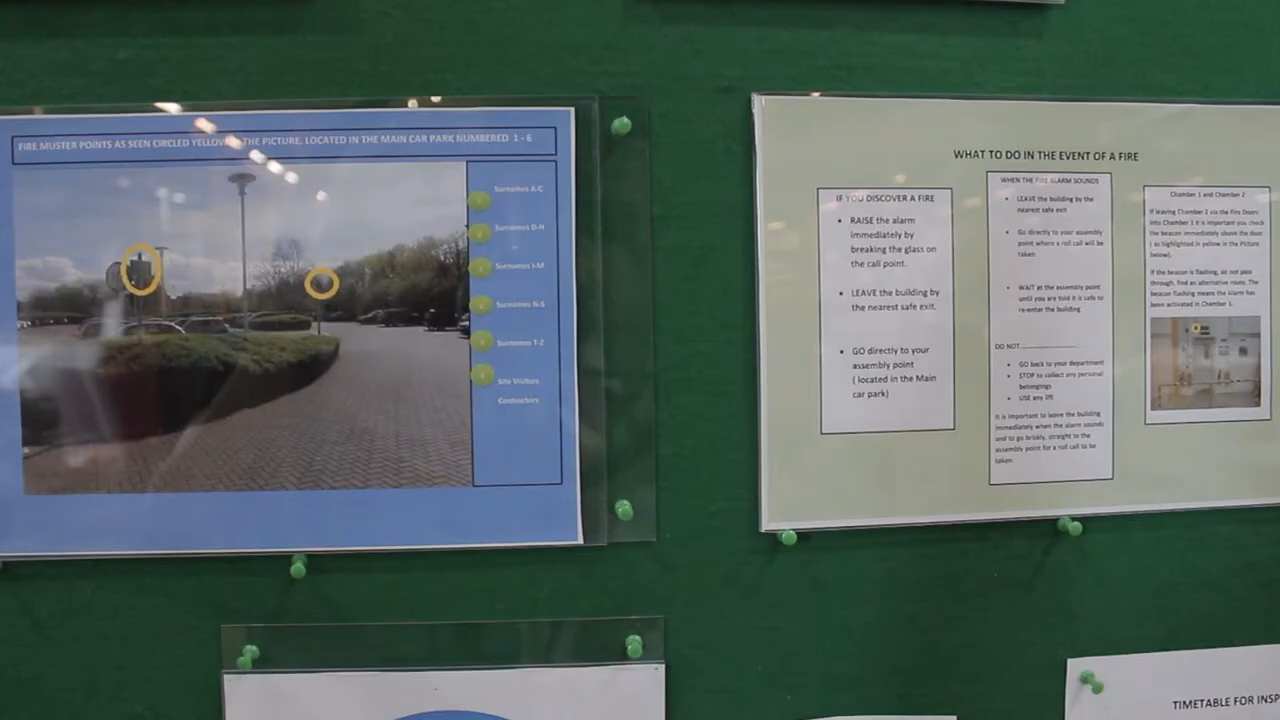 FIRE MUSTER POINTS AS SEEN CIRCLED YELLOW THE PICTURE. LOCATED IN THE MAIN CAR PARK NUMBERED 1 - 6
Surnames A-C
Surnames D-H
Surnames I-M
Surnames N-S
Surnames T-Z
Site Visitors
Contractors
WHAT TO DO IN THE EVENT OF A FIRE
IF YOU DISCOVER A FIRE
• RAISE the alarm
immediately by
breaking the glass on
the call point.
• LEAVE the building by
the nearest safe exit.
• GO directly to your
assembly point
( located in the Main
car park)
WHEN THE FIRE ALARM SOUNDS
• LEAVE the building by the
nearest safe exit
• Go directly to your assembly
point where a roll call will be
taken
• WAIT at the assembly point
until you are told it is safe to
re-enter the building
DO NOT
• GO back to your department
• STOP to collect any personal
belongings
• USE any lift
It is important to leave the building
immediately when the alarm sounds
and to go briskly, straight to the
assembly point for a roll call to be
taken.
Chamber 1 and Chamber 2
If leaving Chamber 2 via the Fire Doors
into Chamber 1 it is important you check
the beacon immediately above the door
( as highlighted in yellow in the Picture
below).
If the beacon is flashing, do not pass
through, find an alternative route. The
beacon flashing means the Alarm has
been activated in Chamber 1.
TIMETABLE FOR INSP